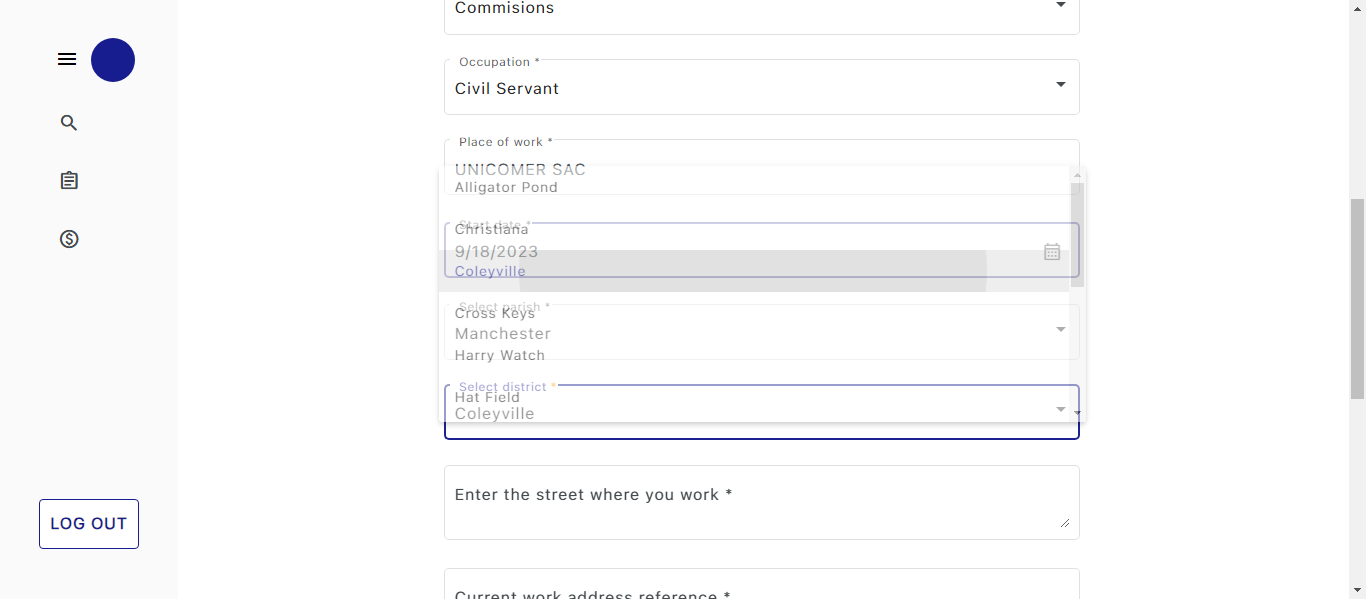 Commisions
Occupation *
Civil Servant
Place of work *
UNICOMER SAC
Alligator Pond
Start date *
Christiana
9/18/2023
Coleyville
Select parish *
Cross Keys
Manchester
Harry Watch
Select district *
Hat Field
Coleyville
Enter the street where you work *
Current work address reference *
LOG OUT